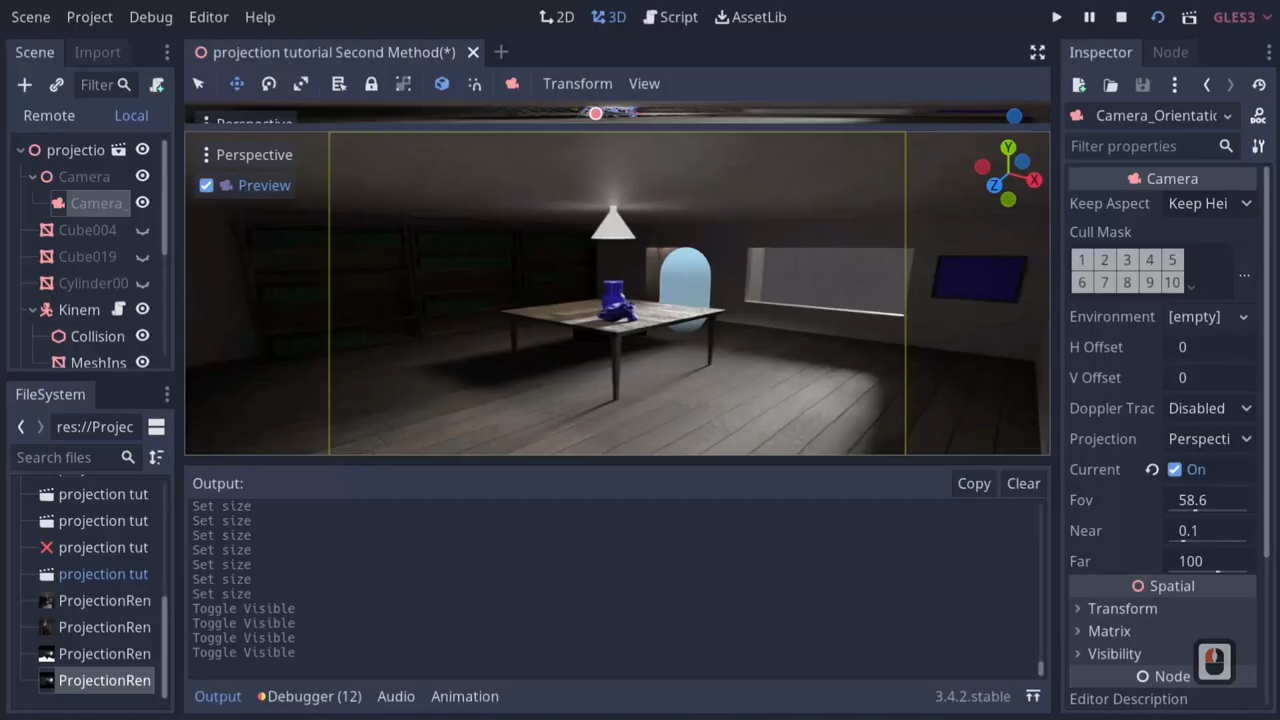 Scene Project Debug Editor Help 2D 3D Script AssetLib GLES3
Scene Import projection tutorial Second Method(*) Inspector Node
Filter Transform View
Remote Local Camera_Orientatic
Perspective
Filter properties
projectio Perspective
Camera Camera
Preview
Camera_ Keep Aspect Keep Hei
Cube004 Cull Mask
Cube019 1 2 3 4 5
Cylinder00 6 7 8 9 10 ...
Kinem Environment [empty]
Collision H Offset 0
MeshIns V Offset 0
FileSystem Doppler Trac Disabled
res://Projec Projection Perspecti
Search files Current On
Output: Copy Clear
projection tut Fov 58.6
projection tut Near 0.1
projection tut Far 100
projection tut Spatial
ProjectionRen Transform
ProjectionRen Matrix
ProjectionRen Visibility
ProjectionRen Node
Editor Description
Set size
Set size
Set size
Set size
Set size
Set size
Set size
Toggle Visible
Toggle Visible
Toggle Visible
Toggle Visible
Output Debugger (12) Audio Animation 3.4.2.stable
Y
X
Z